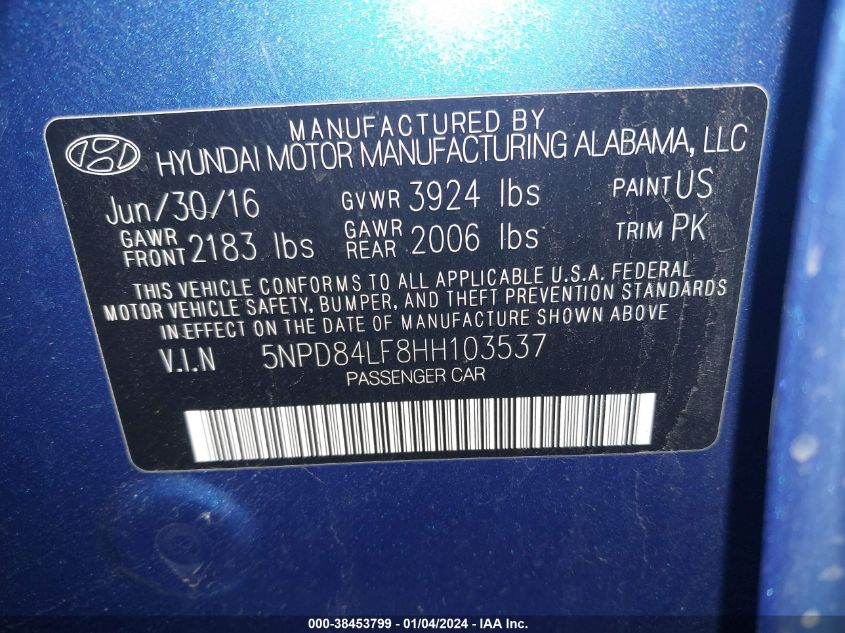 MANUFACTURED BY
HYUNDAI MOTOR MANUFACTURING ALABAMA, LLC
Jun/30/16 GVWR 3924 lbs PAINT US
GAWR FRONT 2183 lbs GAWR REAR 2006 lbs TRIM PK
THIS VEHICLE CONFORMS TO ALL APPLICABLE U.S.A. FEDERAL
MOTOR VEHICLE SAFETY, BUMPER, AND THEFT PREVENTION STANDARDS
IN EFFECT ON THE DATE OF MANUFACTURE SHOWN ABOVE
V.I.N 5NPD84LF8HH103537
PASSENGER CAR
000-38453799 - 01/04/2024 - IAA Inc.